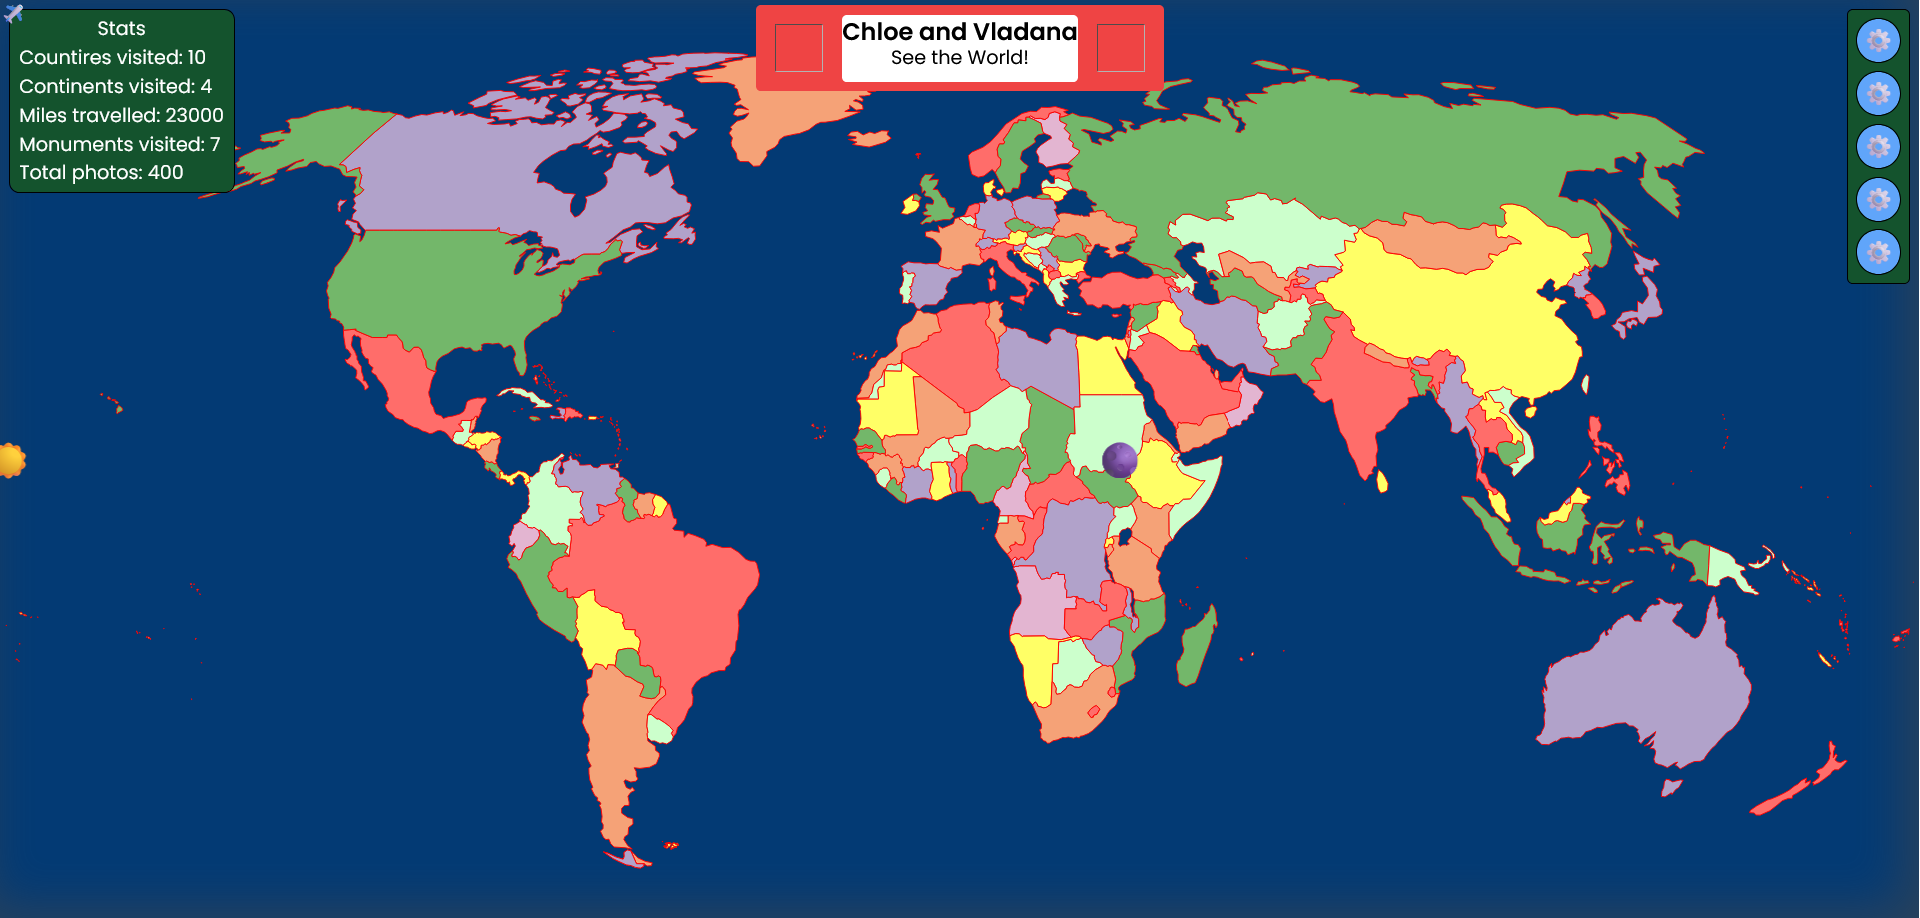 Stats
Countires visited: 10
Continents visited: 4
Miles travelled: 23000
Monuments visited: 7
Total photos: 400
Chloe and Vladana
See the World!